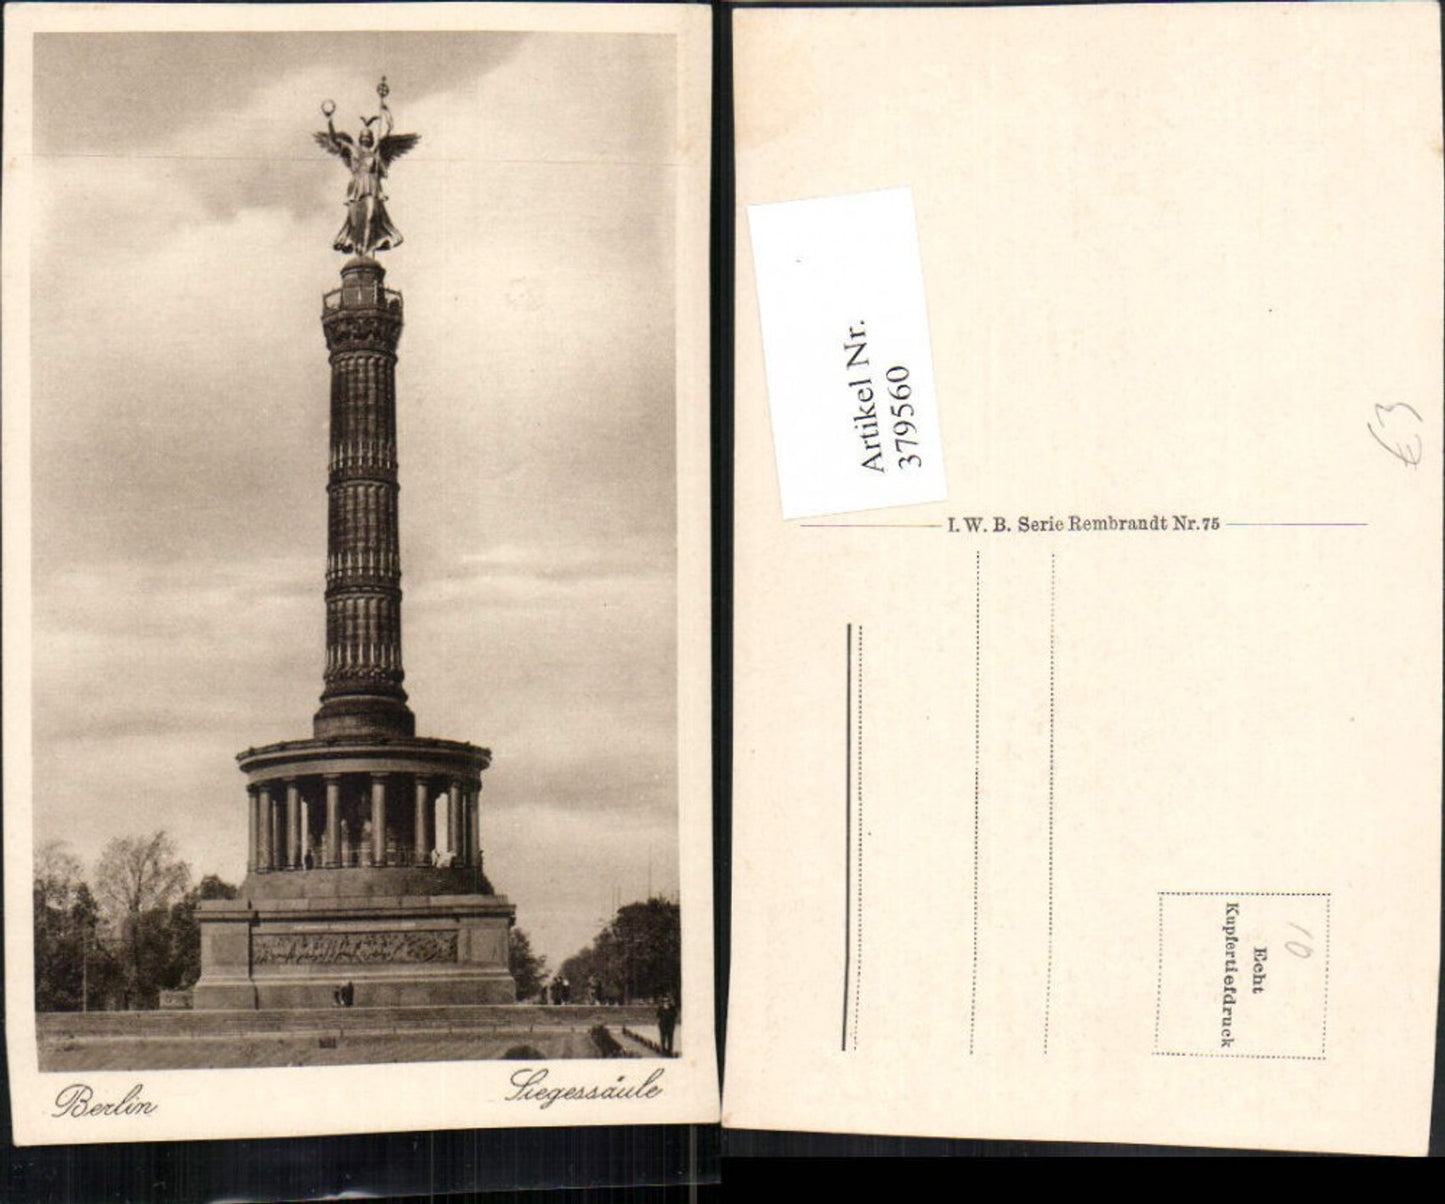 Berlin
Siegessäule
Artikel Nr.
379560
I. W. B. Serie Rembrandt Nr. 75
Echt
Kupfertiefdruck
10
€3